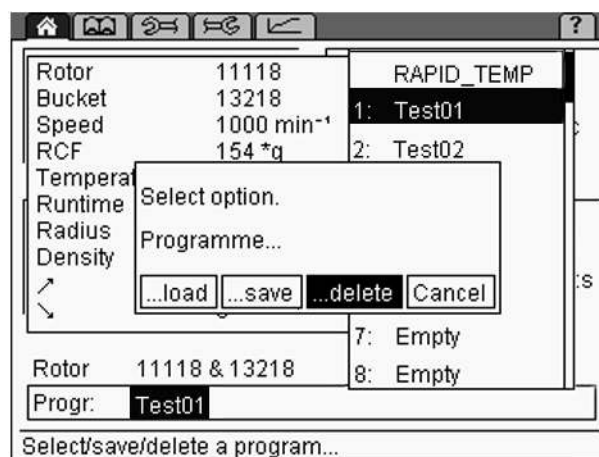 ?
Rotor 11118
Bucket 13218
Speed 1000 min⁻¹
RCF 154 *g
Runtime
Radius
Density
RAPID_TEMP
1: Test01
2: Test02
Select option.
Programme...
...load ...save ...delete Cancel
:s
7: Empty
8: Empty
Rotor 11118 & 13218
Progr: Test01
Select/save/delete a program...